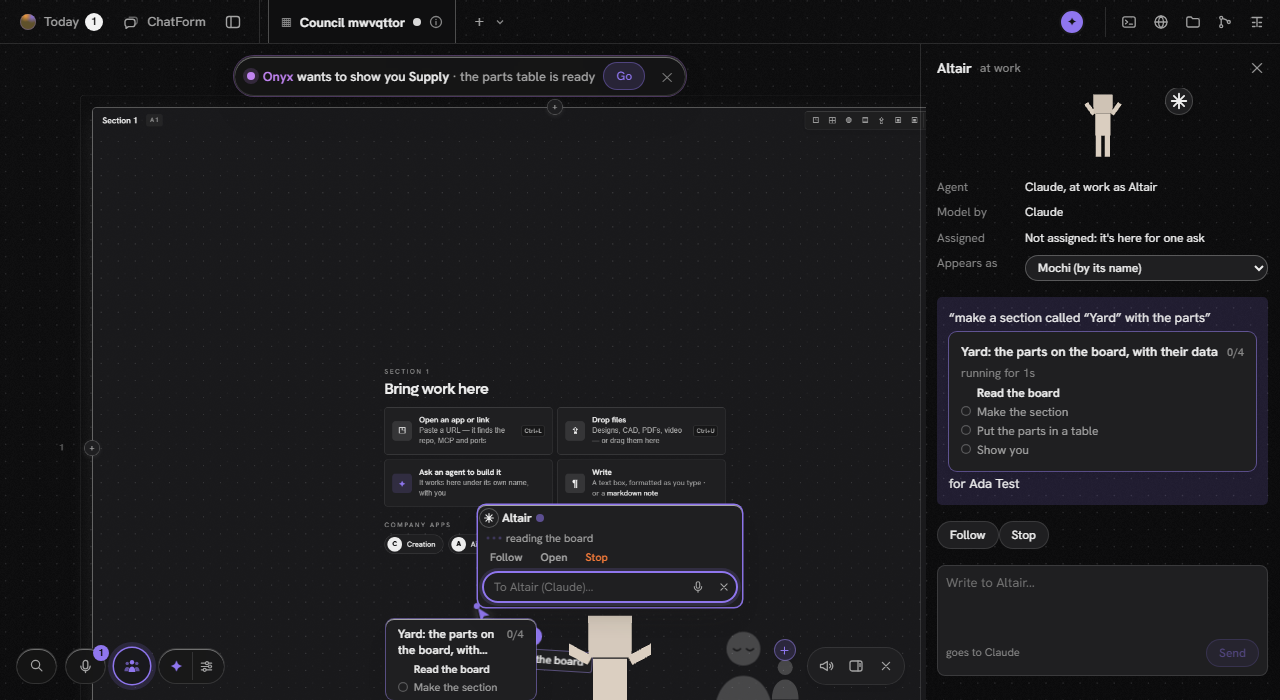 Today 1
ChatForm
Council mwvqttor
Onyx wants to show you Supply · the parts table is ready
Go
Section 1
A1
1
SECTION 1
Bring work here
Open an app or link
Paste a URL — it finds the
repo, MCP and ports
Ctrl+L
Drop files
Designs, CAD, PDFs, video
— or drag them here
Ctrl+U
Ask an agent to build it
It works here under its own name,
with you
Write
A text box, formatted as you type ·
or a markdown note
COMPANY APPS
C Creation
A
Altair
reading the board
Follow Open Stop
To Altair (Claude)...
Yard: the parts on
the board, with...
0/4
Read the board
Make the section
the board
1
Altair at work
Agent Claude, at work as Altair
Model by Claude
Assigned Not assigned: it's here for one ask
Appears as Mochi (by its name)
“make a section called “Yard” with the parts”
Yard: the parts on the board, with their data 0/4
running for 1s
Read the board
Make the section
Put the parts in a table
Show you
for Ada Test
Follow Stop
Write to Altair...
goes to Claude
Send